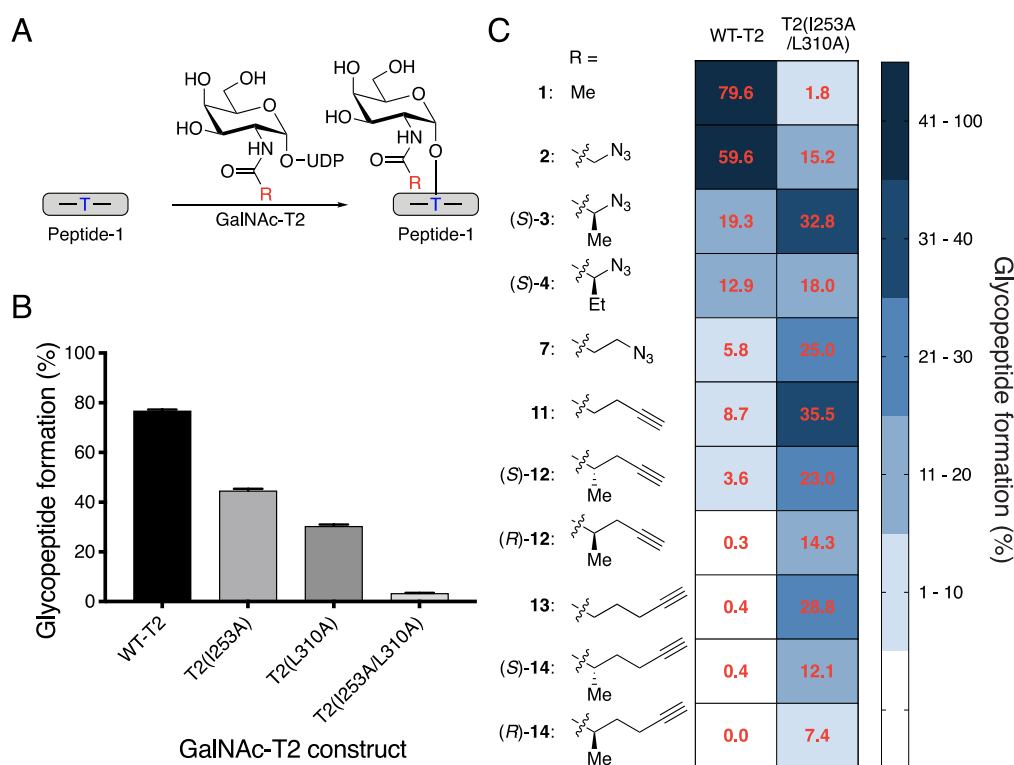 A
HO
OH
O
HO
HN
O
O–UDP
R
T
Peptide-1
GalNAc-T2
HO
OH
O
HO
HN
O
O
R
T
Peptide-1
B
Glycopeptide formation (%)
100
80
60
40
20
0
WT-T2
T2(I253A)
T2(L310A)
T2(I253A/L310A)
GalNAc-T2 construct
C
WT-T2
T2(I253A
/L310A)
R =
1: Me 79.6 1.8
2: N3 59.6 15.2
(S)-3: N3 Me 19.3 32.8
(S)-4: N3 Et 12.9 18.0
7: N3 5.8 25.0
11: 8.7 35.5
(S)-12: Me 3.6 23.0
(R)-12: Me 0.3 14.3
13: 0.4 28.8
(S)-14: Me 0.4 12.1
(R)-14: Me 0.0 7.4
41 - 100
31 - 40
21 - 30
11 - 20
1 - 10
Glycopeptide formation (%)